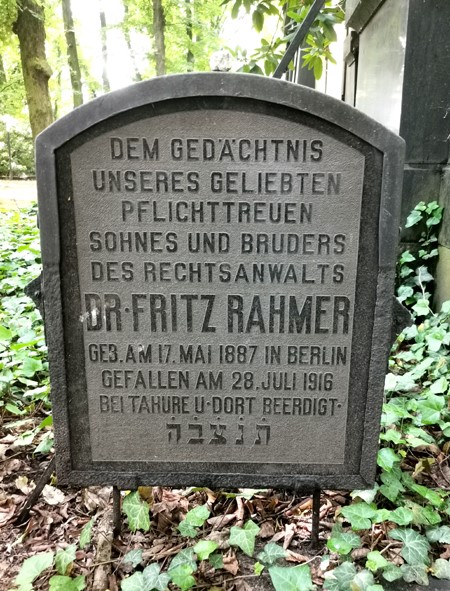 DEM GEDÄCHTNIS
UNSERES GELIEBTEN
PFLICHTTREUEN
SOHNES UND BRUDERS
DES RECHTSANWALTS
DR. FRITZ RAHMER
GE3. AM 17. MAI 1887 IN BERLIN
GEFALLEN AM 28. JULI 1916
BEI TAHURE U. DORT BEERDIGT.
תׄנׄצׄבׄהׄ